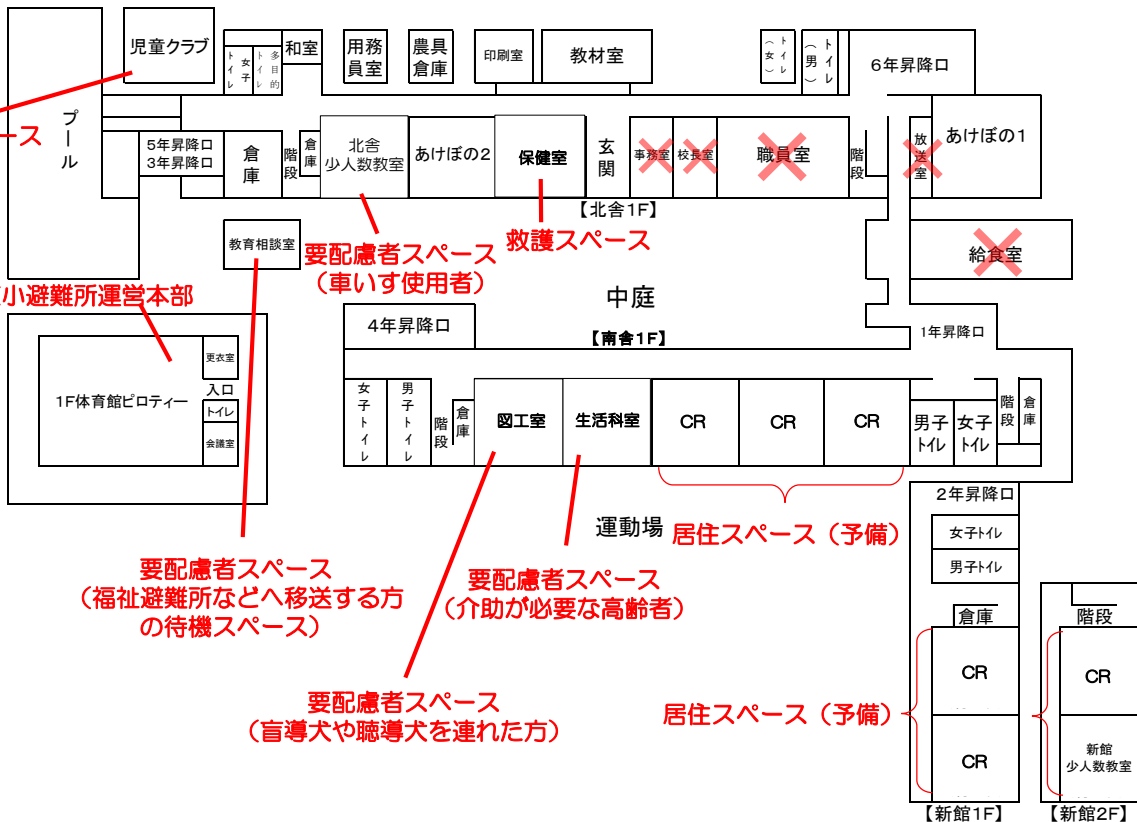 児童クラブ
女子
トイレ
多目的
トイレ
和室
用務
員室
農具
倉庫
印刷室
教材室
トイレ
（女）
トイレ
（男）
6年昇降口
ース
プール
5年昇降口
3年昇降口
倉庫
階段
倉庫
北舎
少人数教室
あけぼの2
保健室
玄関
事務室
校長室
職員室
階段
放送室
あけぼの1
【北舎1F】
教育相談室
要配慮者スペース
（車いす使用者）
救護スペース
給食室
小避難所運営本部
中庭
4年昇降口
【南舎1F】
1年昇降口
1F体育館ピロティー
更衣室
入口
トイレ
会議室
女子トイレ
男子トイレ
階段
倉庫
図工室
生活科室
CR
CR
CR
男子
トイレ
女子
トイレ
階段
倉庫
2年昇降口
運動場
居住スペース（予備）
女子トイレ
男子トイレ
要配慮者スペース
（福祉避難所などへ移送する方
の待機スペース）
要配慮者スペース
（介助が必要な高齢者）
倉庫
階段
CR
CR
要配慮者スペース
（盲導犬や聴導犬を連れた方）
居住スペース（予備）
CR
新館
少人数教室
【新館1F】
【新館2F】